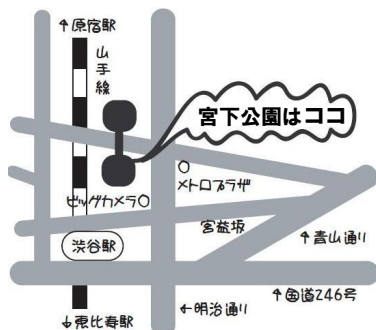 ↑原宿駅
山手線
宮下公園はココ
メトロプラザ
ビックカメラ
宮益坂
渋谷駅
↑青山通り
←明治通り
↑国道246号
↓恵比寿駅